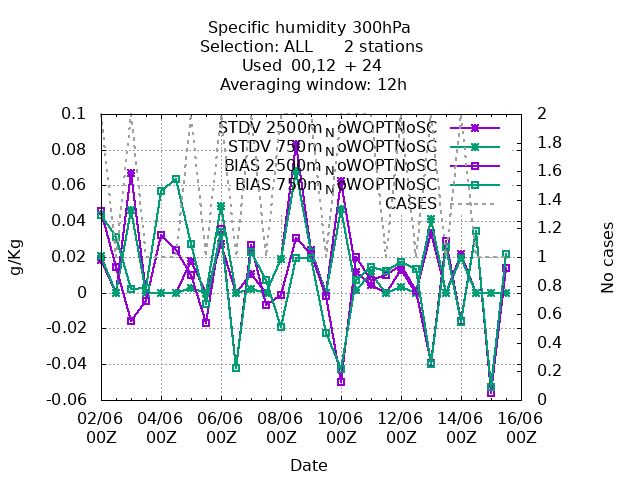 Specific humidity 300hPa
Selection: ALL 2 stations
Used 00,12 + 24
Averaging window: 12h
0.1
0.08
0.06
0.04
0.02
0
-0.02
-0.04
-0.06
g/Kg
STDV 2500m NoWOPTNoSC
STDV 750m NoWOPTNoSC
BIAS 2500m NoWOPTNoSC
BIAS 750m NoWOPTNoSC
CASES
2
1.8
1.6
1.4
1.2
1
0.8
0.6
0.4
0.2
0
No cases
02/06 04/06 06/06 08/06 10/06 12/06 14/06 16/06
00Z 00Z 00Z 00Z 00Z 00Z 00Z 00Z
Date